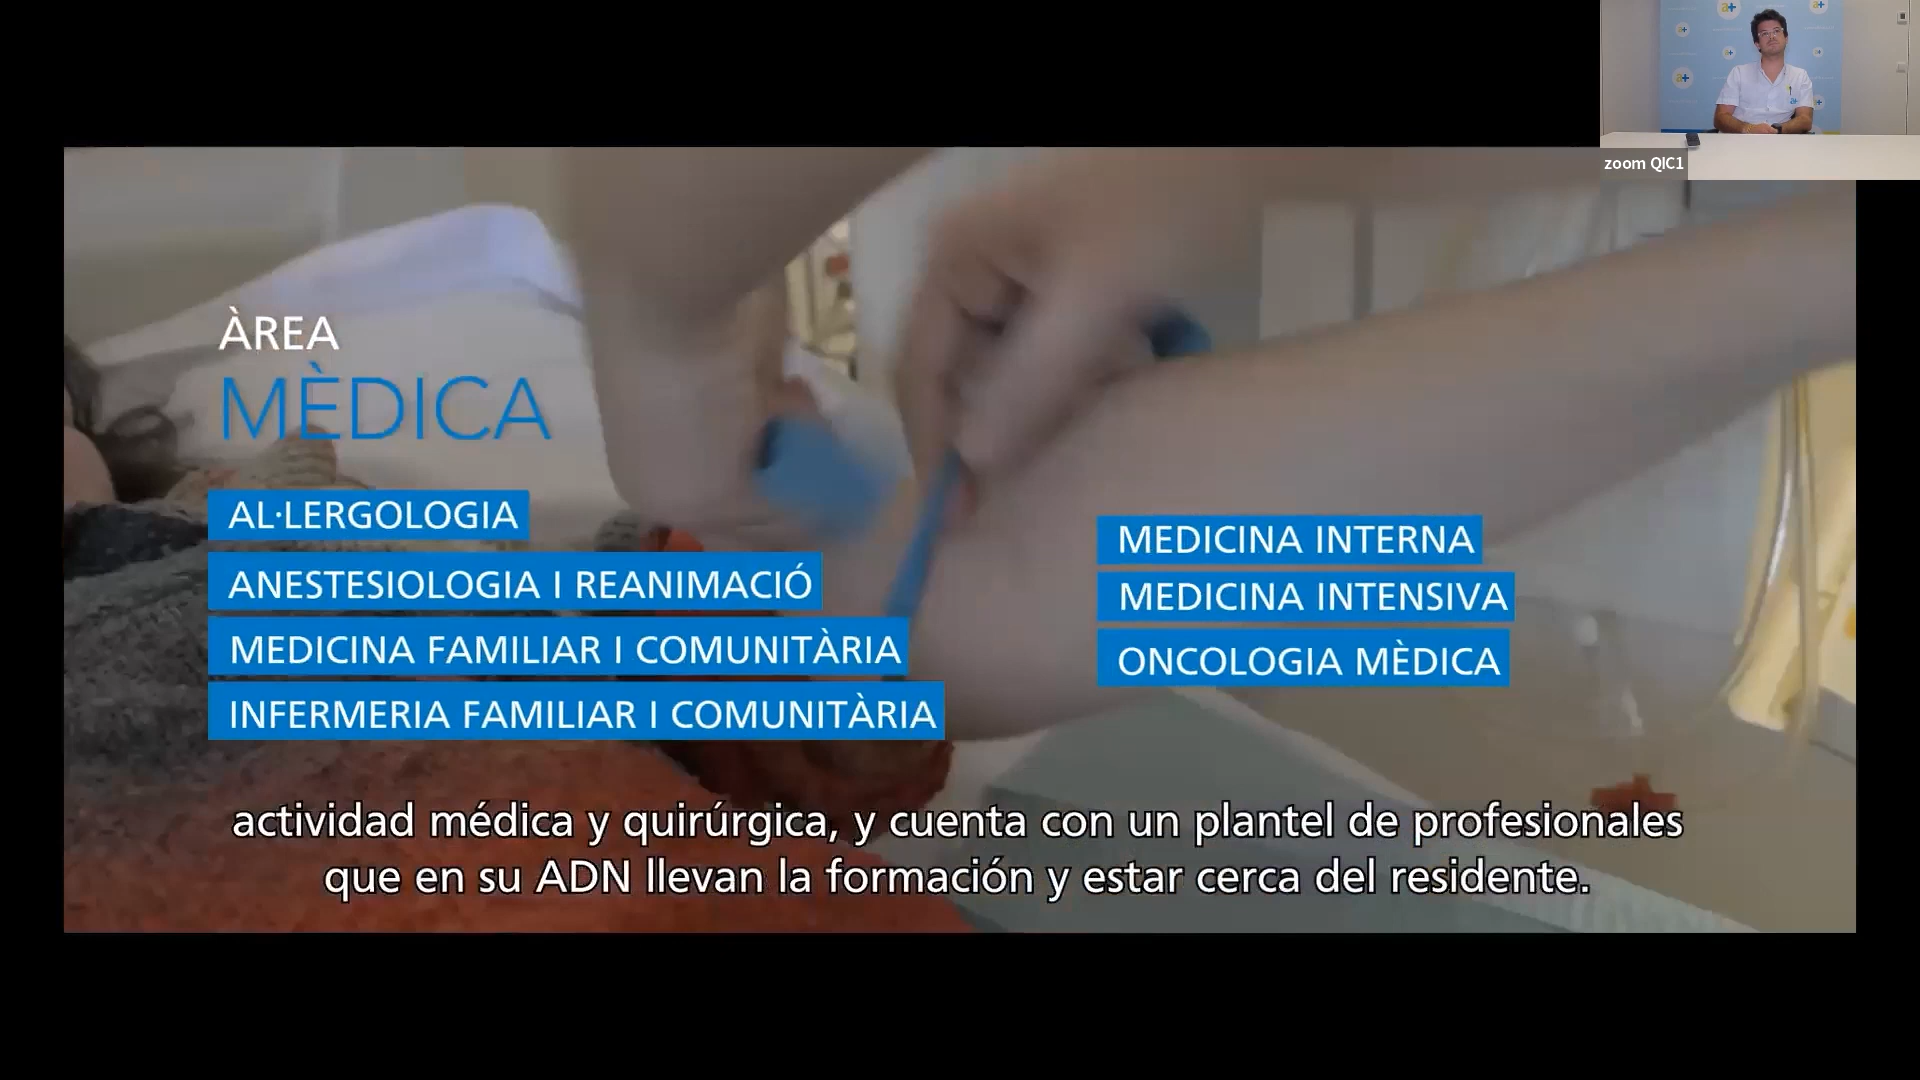 a+
a+
zoom QIC1
ÀREA
MÈDICA
AL·LERGOLOGIA
ANESTESIOLOGIA I REANIMACIÓ
MEDICINA FAMILIAR I COMUNITÀRIA
INFERMERIA FAMILIAR I COMUNITÀRIA
MEDICINA INTERNA
MEDICINA INTENSIVA
ONCOLOGIA MÈDICA
actividad médica y quirúrgica, y cuenta con un plantel de profesionales
que en su ADN llevan la formación y estar cerca del residente.